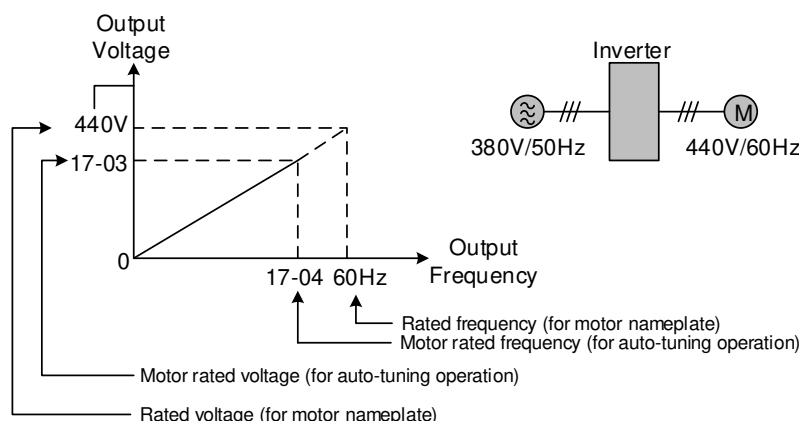 Output
Voltage
440V
17-03
0
17-04
60Hz
Output
Frequency
Rated frequency (for motor nameplate)
Motor rated frequency (for auto-tuning operation)
Motor rated voltage (for auto-tuning operation)
Rated voltage (for motor nameplate)
Inverter
M
380V/50Hz
440V/60Hz